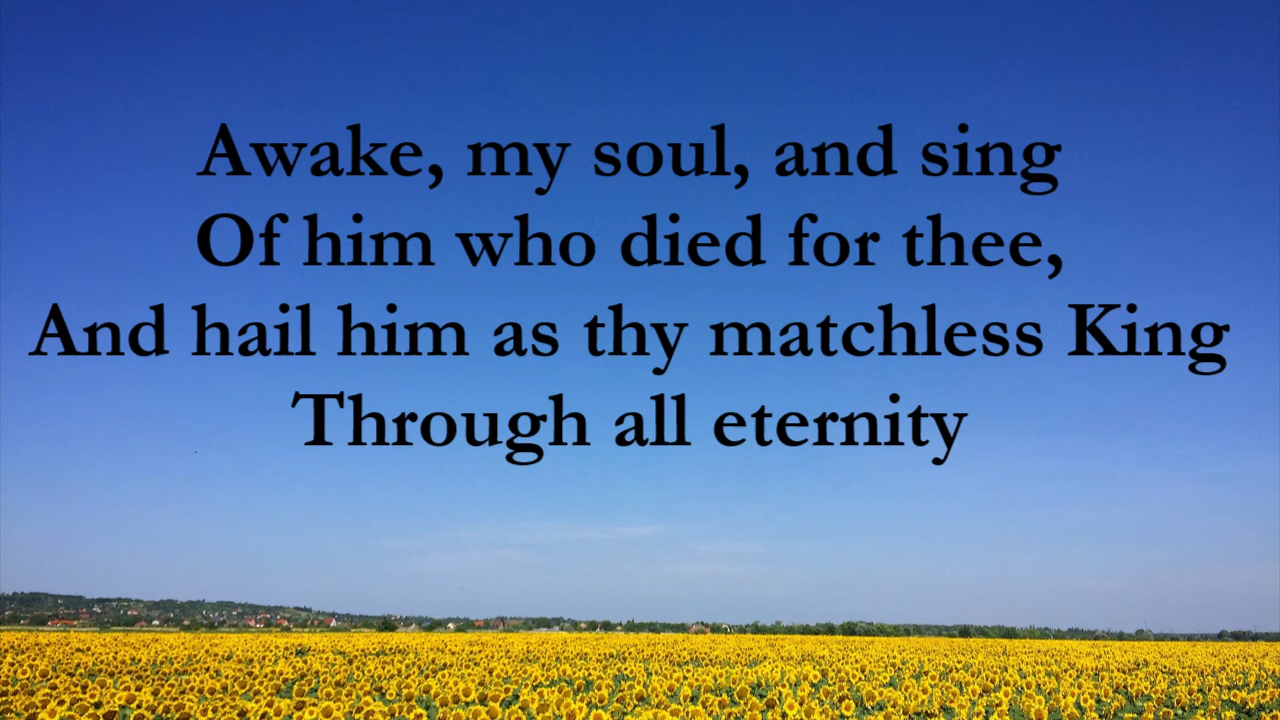 Awake, my soul, and sing
Of him who died for thee,
And hail him as thy matchless King
Through all eternity